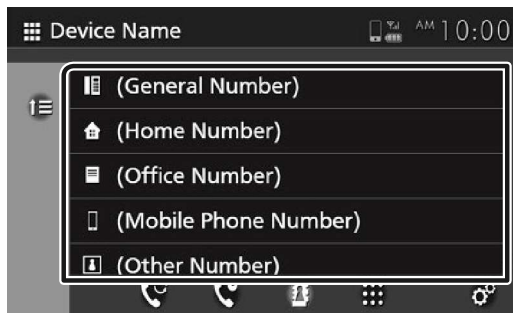 Device Name
AM 10:00
(General Number)
(Home Number)
(Office Number)
(Mobile Phone Number)
(Other Number)